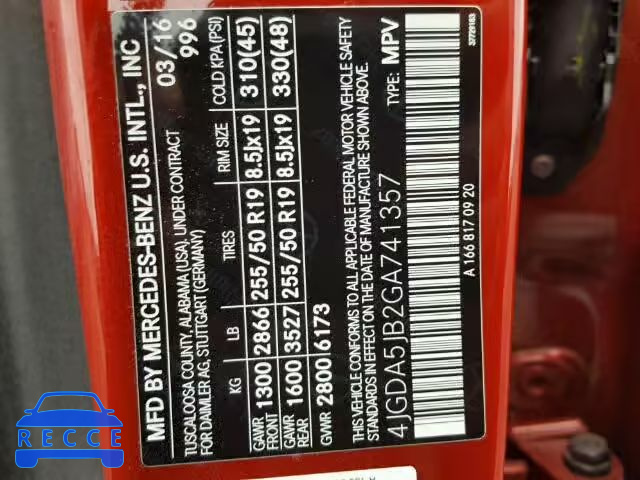 MFD BY MERCEDES-BENZ U.S. INTL., INC 03/16
TUSCALOOSA COUNTY, ALABAMA (USA), UNDER CONTRACT 996
FOR DAIMLER AG, STUTTGART (GERMANY)
KG LB TIRES RIM SIZE COLD KPA (PSI)
GAWR FRONT 1300 2866 255/50 R19 8.5Jx19 310(45)
GAWR REAR 1600 3527 255/50 R19 8.5Jx19 330(48)
GVWR 2800 6173
THIS VEHICLE CONFORMS TO ALL APPLICABLE FEDERAL MOTOR VEHICLE SAFETY
STANDARDS IN EFFECT ON THE DATE OF MANUFACTURE SHOWN ABOVE.
4JGDA5JB2GA741357 TYPE: MPV
A 166 817 09 20
37729163
RECCE